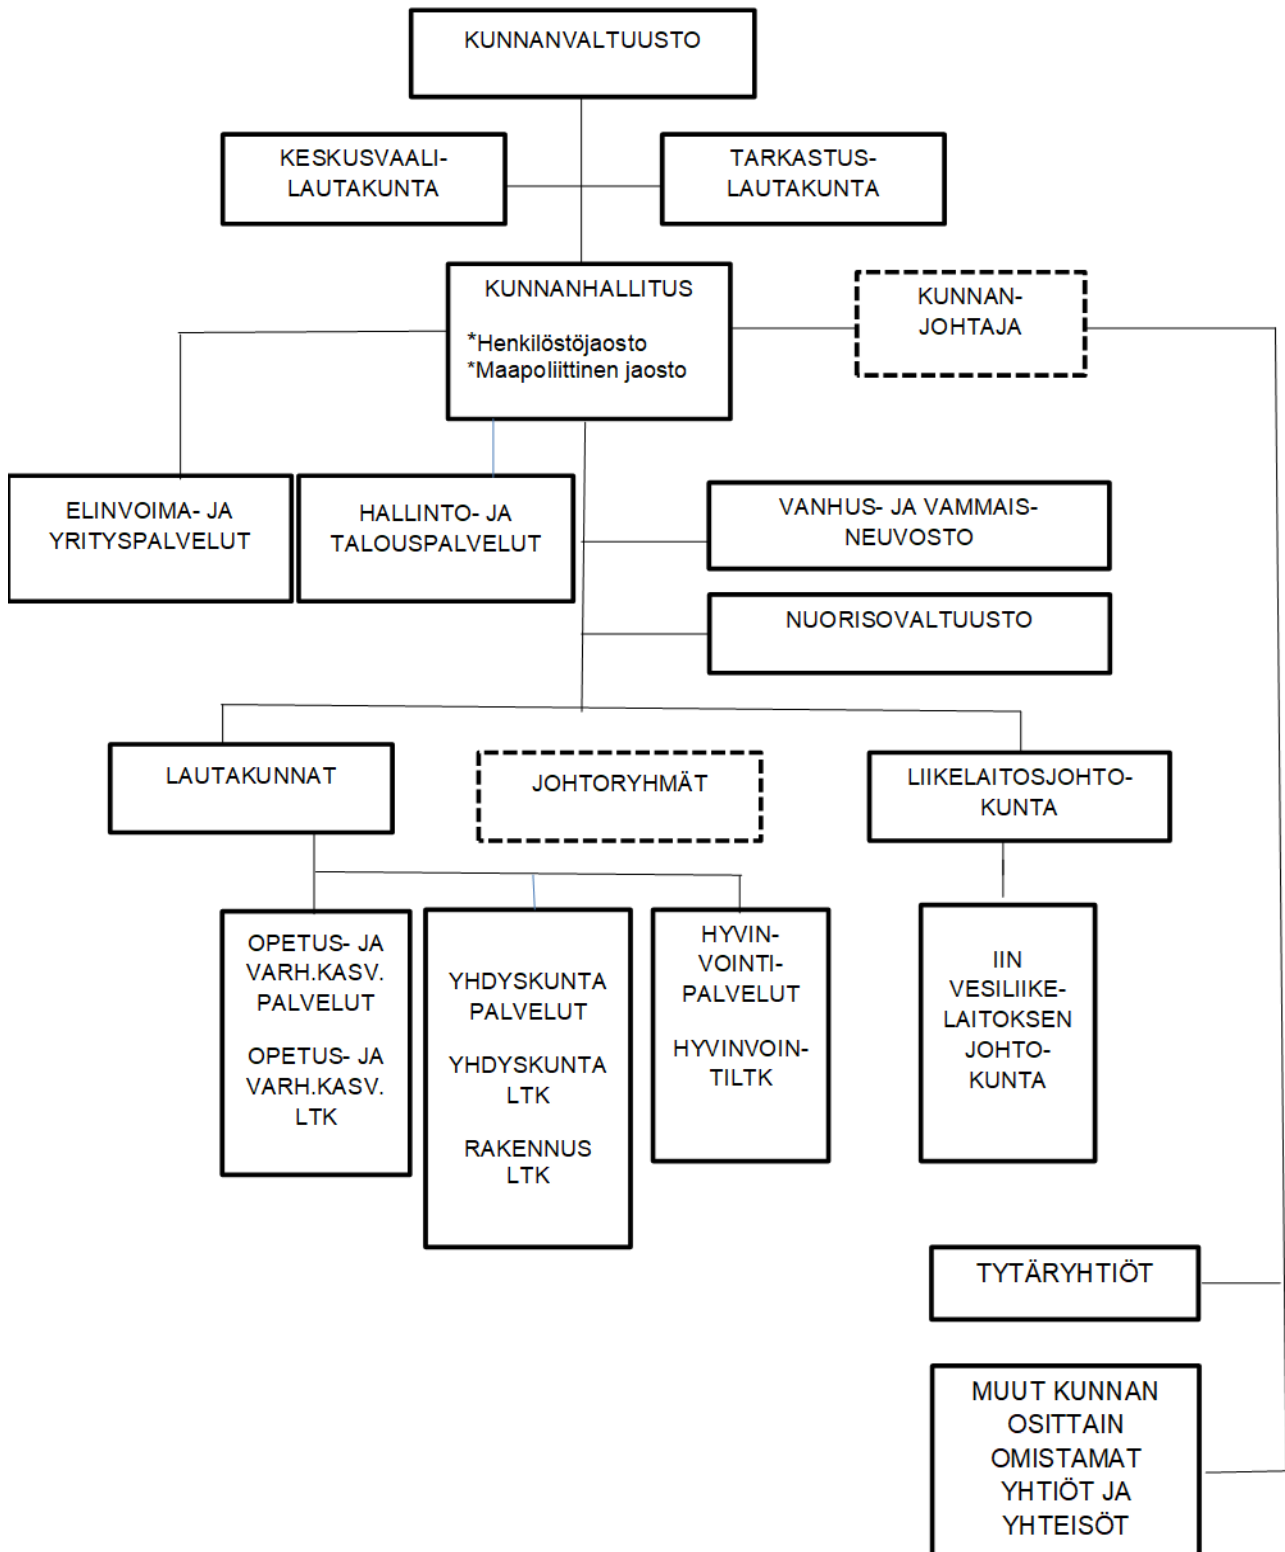 KUNNANVALTUUSTO
KESKUSVAALI-
LAUTAKUNTA
TARKASTUS-
LAUTAKUNTA
KUNNANHALLITUS
*Henkilöstöjaosto
*Maapoliittinen jaosto
KUNNAN-
JOHTAJA
ELINVOIMA- JA
YRITYSPALVELUT
HALLINTO- JA
TALOUSPALVELUT
VANHUS- JA VAMMAIS-
NEUVOSTO
NUORISOVALTUUSTO
LAUTAKUNNAT
JOHTORYHMÄT
LIIKELAITOSJOHTO-
KUNTA
OPETUS- JA
VARH.KASV.
PALVELUT
OPETUS- JA
VARH.KASV.
LTK
YHDYSKUNTA
PALVELUT
YHDYSKUNTA
LTK
RAKENNUS
LTK
HYVIN-
VOINTI-
PALVELUT
HYVINVOIN-
TILTK
IIN
VESILIIKE-
LAITOKSEN
JOHTO-
KUNTA
TYTÄRYHTIÖT
MUUT KUNNAN
OSITTAIN
OMISTAMAT
YHTIÖT JA
YHTEISÖT